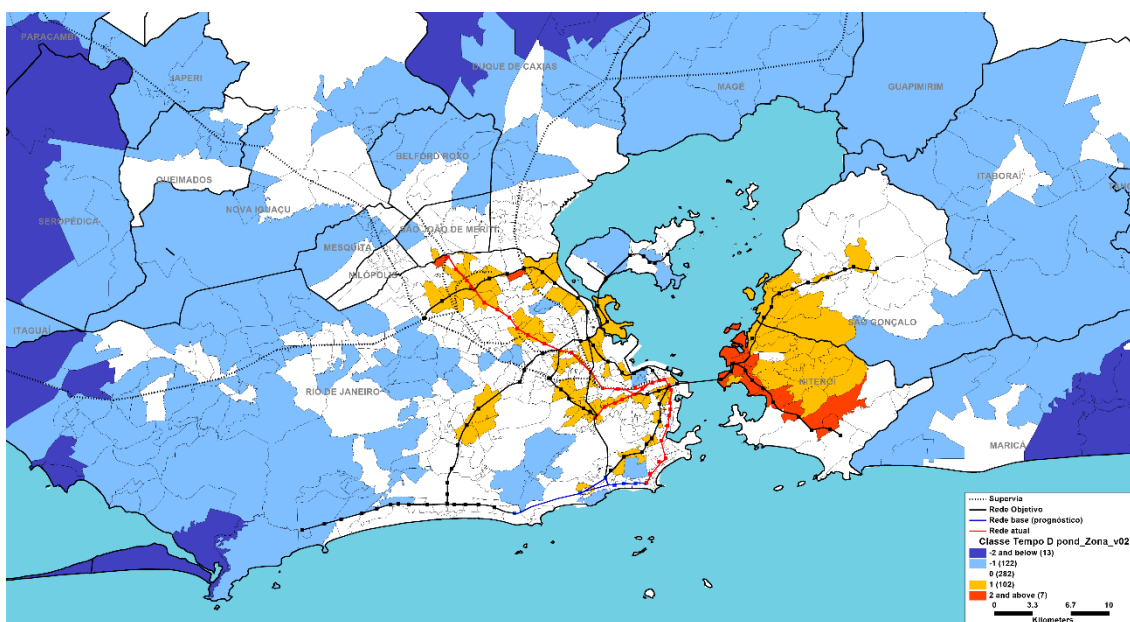 PARACAMBI
JAPERI
DUQUE DE CAXIAS
MAGÉ
GUAPIMIRIM
BELFORD ROXO
QUEIMADOS
ITABORAÍ
NOVA IGUAÇU
SEROPÉDICA
SÃO JOÃO DE MERITI
MESQUITA
NILÓPOLIS
ITAGUAÍ
SÃO GONÇALO
RIO DE JANEIRO
NITERÓI
MARICÁ
Supervia
Rede Objetivo
Rede base (prognóstico)
Rede atual
Classe Tempo D pond_Zona_v02
-2 and below (13)
-1 (122)
0 (282)
1 (102)
2 and above (7)
0 3.3 6.7 10
Kilometers